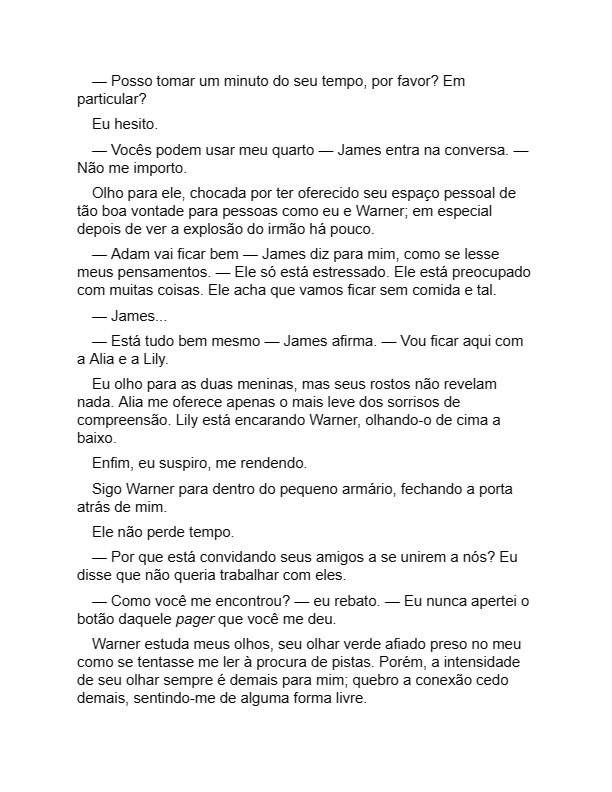 — Posso tomar um minuto do seu tempo, por favor? Em
particular?
Eu hesito.
— Vocês podem usar meu quarto — James entra na conversa. —
Não me importo.
Olho para ele, chocada por ter oferecido seu espaço pessoal de
tão boa vontade para pessoas como eu e Warner; em especial
depois de ver a explosão do irmão há pouco.
— Adam vai ficar bem — James diz para mim, como se lesse
meus pensamentos. — Ele só está estressado. Ele está preocupado
com muitas coisas. Ele acha que vamos ficar sem comida e tal.
— James...
— Está tudo bem mesmo — James afirma. — Vou ficar aqui com
a Alia e a Lily.
Eu olho para as duas meninas, mas seus rostos não revelam
nada. Alia me oferece apenas o mais leve dos sorrisos de
compreensão. Lily está encarando Warner, olhando-o de cima a
baixo.
Enfim, eu suspiro, me rendendo.
Sigo Warner para dentro do pequeno armário, fechando a porta
atrás de mim.
Ele não perde tempo.
— Por que está convidando seus amigos a se unirem a nós? Eu
disse que não queria trabalhar com eles.
— Como você me encontrou? — eu rebato. — Eu nunca apertei o
botão daquele pager que você me deu.
Warner estuda meus olhos, seu olhar verde afiado preso no meu
como se tentasse me ler à procura de pistas. Porém, a intensidade
de seu olhar sempre é demais para mim; quebro a conexão cedo
demais, sentindo-me de alguma forma livre.